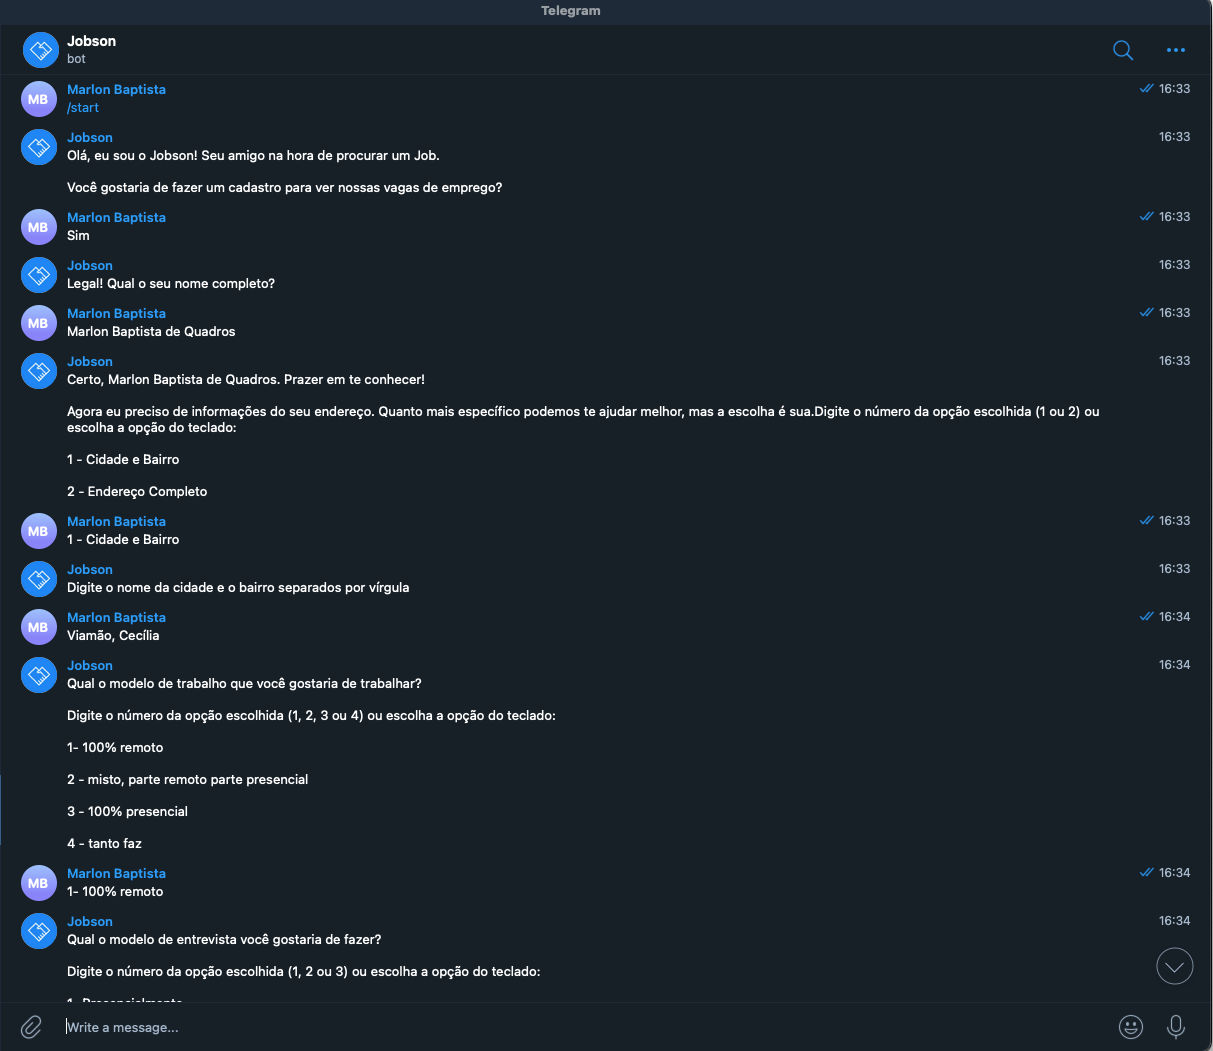 Telegram
Jobson
bot
MB
Marlon Baptista
16:33
/start
Jobson
16:33
Olá, eu sou o Jobson! Seu amigo na hora de procurar um Job.
Você gostaria de fazer um cadastro para ver nossas vagas de emprego?
MB
Marlon Baptista
16:33
Sim
Jobson
16:33
Legal! Qual o seu nome completo?
MB
Marlon Baptista
16:33
Marlon Baptista de Quadros
Jobson
16:33
Certo, Marlon Baptista de Quadros. Prazer em te conhecer!
Agora eu preciso de informações do seu endereço. Quanto mais específico podemos te ajudar melhor, mas a escolha é sua.Digite o número da opção escolhida (1 ou 2) ou
escolha a opção do teclado:
1 - Cidade e Bairro
2 - Endereço Completo
MB
Marlon Baptista
16:33
1 - Cidade e Bairro
Jobson
16:33
Digite o nome da cidade e o bairro separados por vírgula
MB
Marlon Baptista
16:34
Viamão, Cecília
Jobson
16:34
Qual o modelo de trabalho que você gostaria de trabalhar?
Digite o número da opção escolhida (1, 2, 3 ou 4) ou escolha a opção do teclado:
1- 100% remoto
2 - misto, parte remoto parte presencial
3 - 100% presencial
4 - tanto faz
MB
Marlon Baptista
16:34
1- 100% remoto
Jobson
16:34
Qual o modelo de entrevista você gostaria de fazer?
Digite o número da opção escolhida (1, 2 ou 3) ou escolha a opção do teclado:
1- Presencialmente
Write a message...